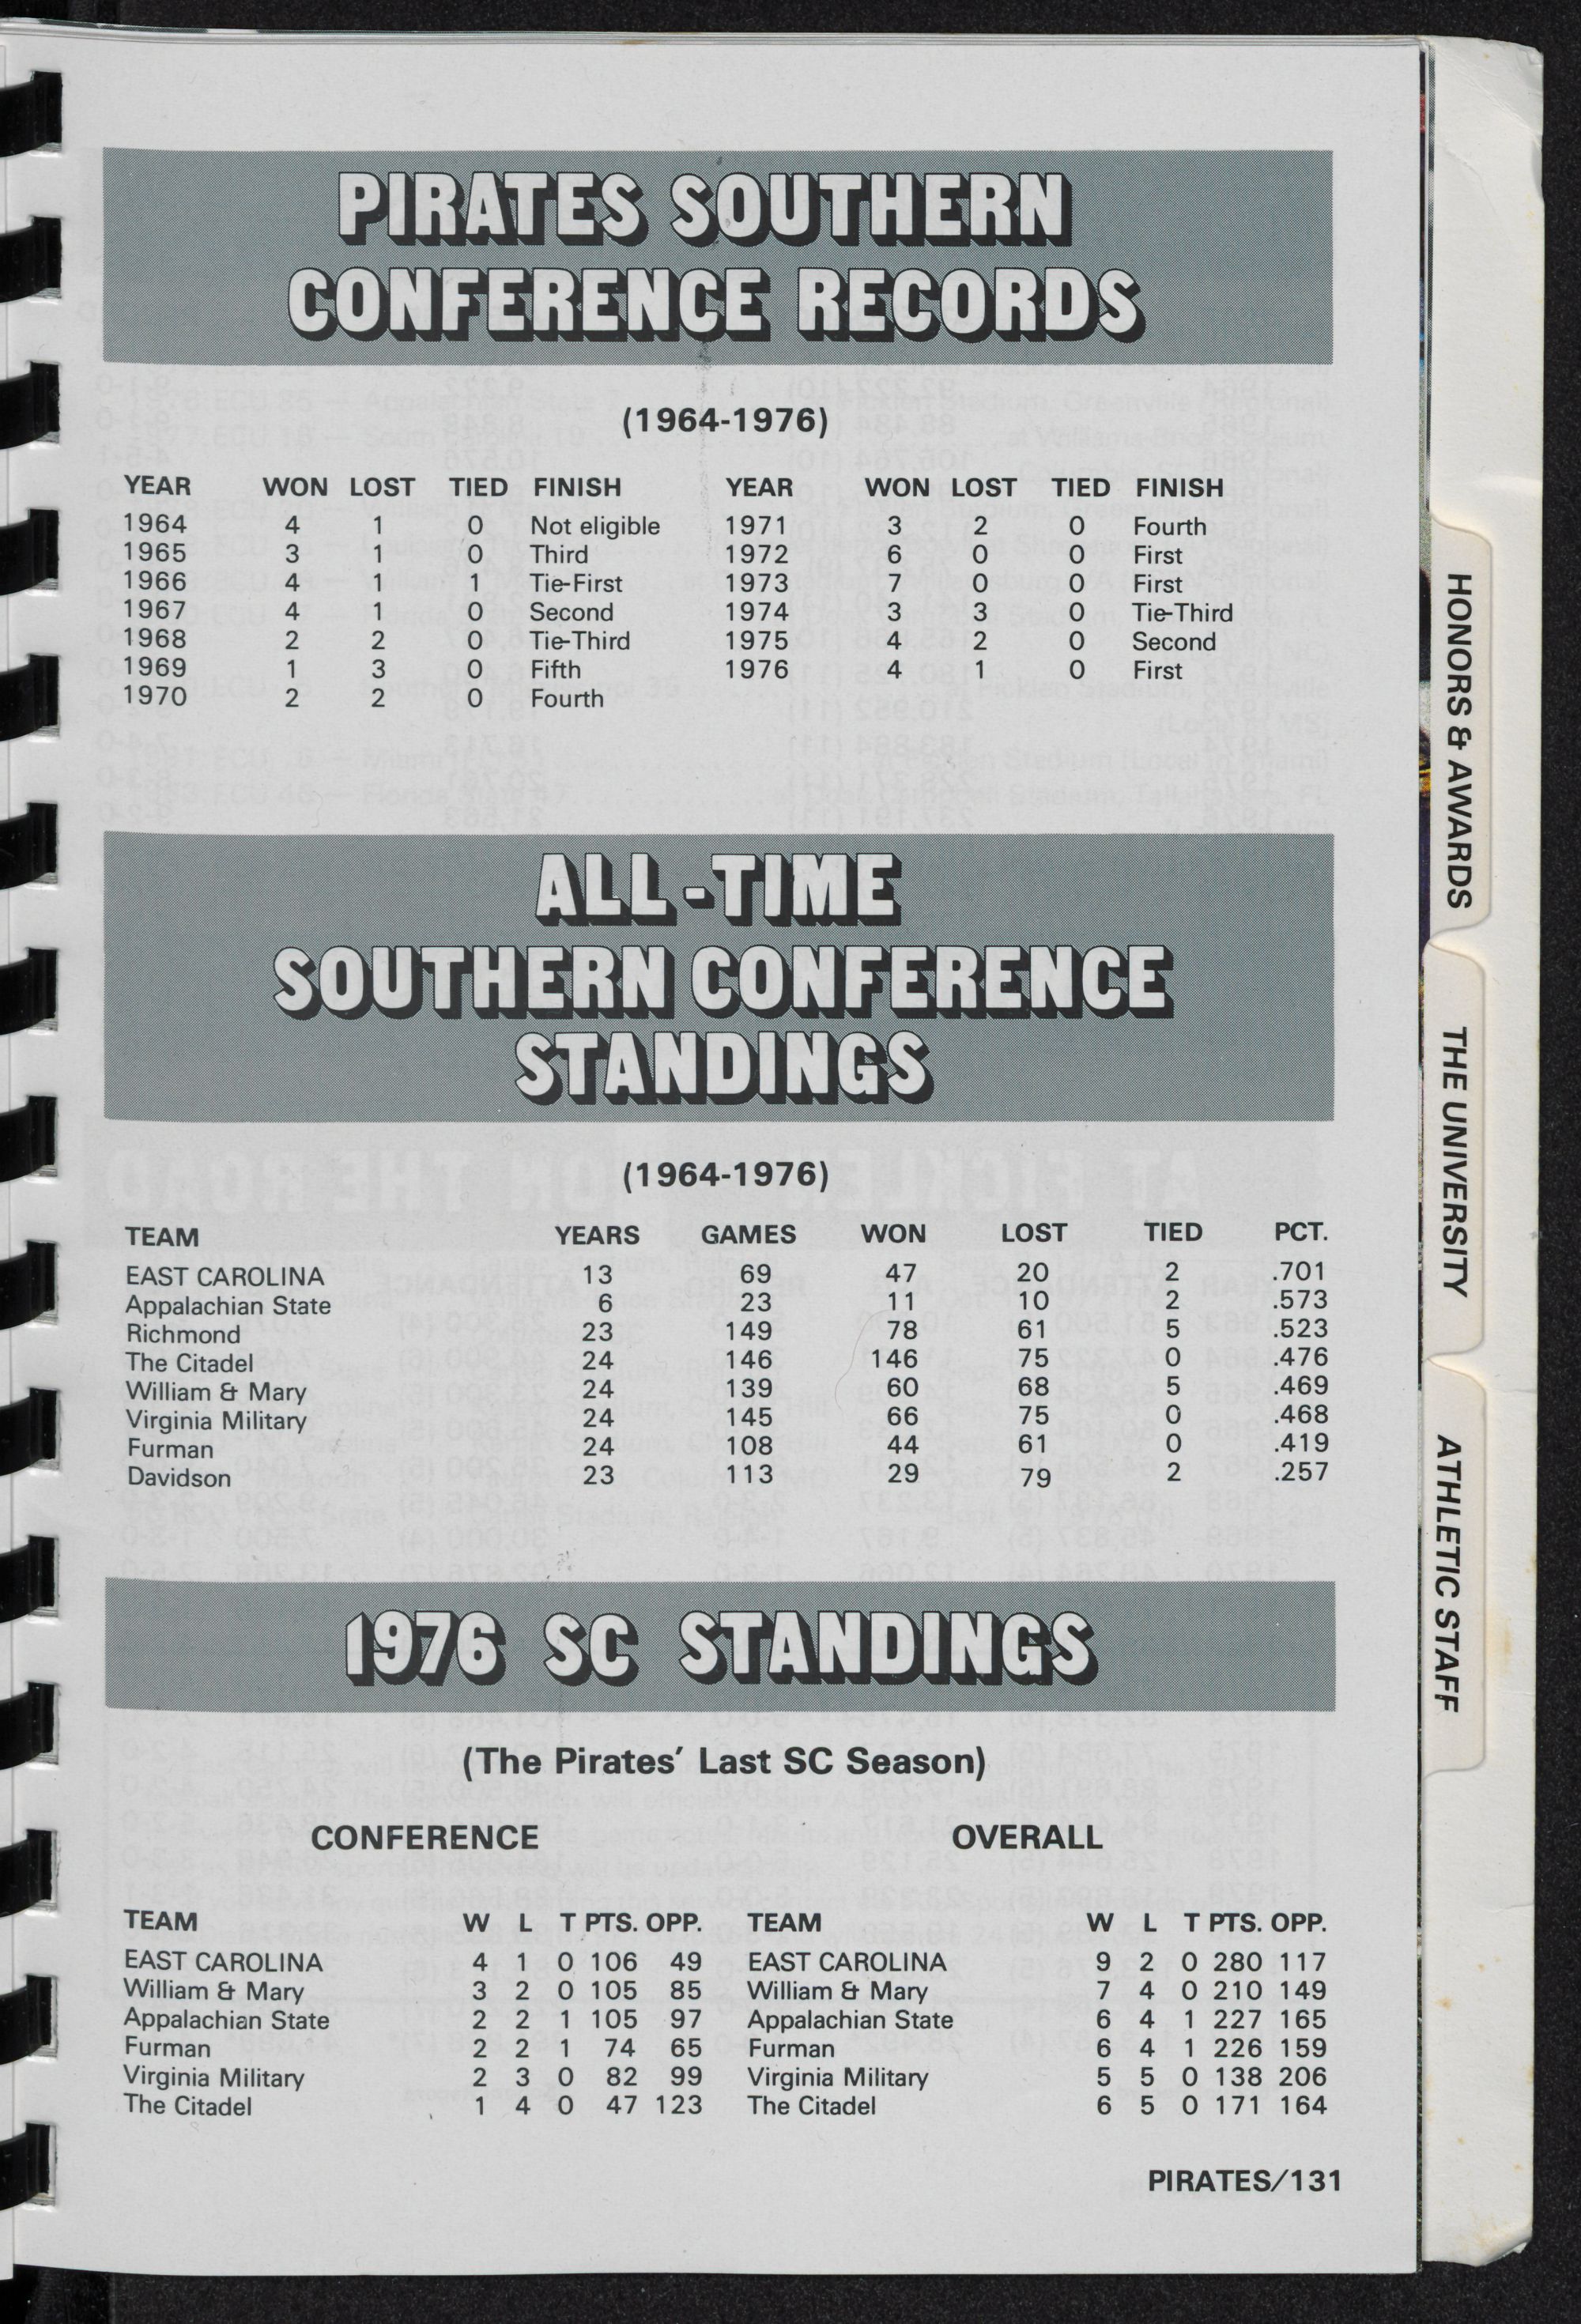 PIRATES SOUTHERN
CONFERENCE RECORDS
(1964-1976)
YEAR WON LOST TIED FINISH YEAR WON LOST TIED FINISH
1964 4 1 0 Not eligible 1971 3 2 0 Fourth
1965 3 1 0 Third 1972 6 0 0 First
1966 4 1 1 Tie-First 1973 7 0 0 First
1967 4 1 0 Second 1974 3 3 0 Tie-Third
1968 2 2 0 Tie-Third 1975 4 2 0 Second
1969 1 3 0 Fifth 1976 4 1 0 First
1970 2 2 0 Fourth
ALL-TIME
SOUTHERN CONFERENCE
STANDINGS
(1964-1976)
TEAM YEARS GAMES WON LOST TIED PCT.
EAST CAROLINA 13 69 47 20 2 .701
Appalachian State 6 23 11 10 2 .573
Richmond 23 149 78 61 5 .523
The Citadel 24 146 146 75 0 .476
William & Mary 24 139 60 68 5 .469
Virginia Military 24 145 66 75 0 .468
Furman 24 108 44 61 0 .419
Davidson 23 113 29 79 2 .257
1976 SC STANDINGS
(The Pirates' Last SC Season)
CONFERENCE OVERALL
TEAM W L T PTS. OPP. TEAM W L T PTS. OPP.
EAST CAROLINA 4 1 0 106 49 EAST CAROLINA 9 2 0 280 117
William & Mary 3 2 0 105 85 William & Mary 7 4 0 210 149
Appalachian State 2 2 1 105 97 Appalachian State 6 4 1 227 165
Furman 2 2 1 74 65 Furman 6 4 1 226 159
Virginia Military 2 3 0 82 99 Virginia Military 5 5 0 138 206
The Citadel 1 4 0 47 123 The Citadel 6 5 0 171 164
PIRATES/131
HONORS & AWARDS
THE UNIVERSITY
ATHLETIC STAFF